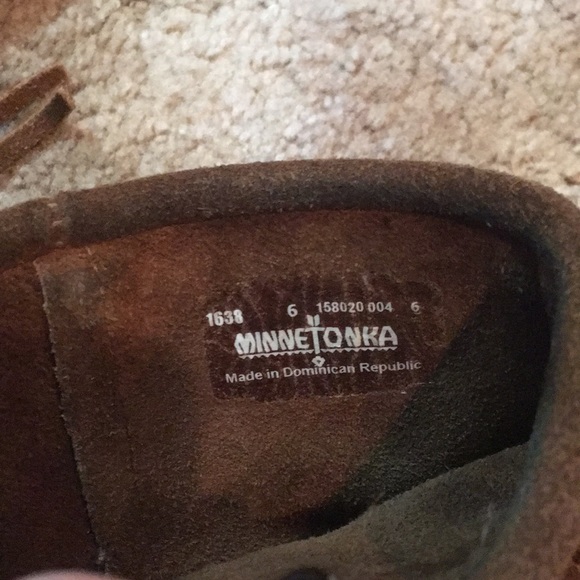 1638 6 158020 004 6
MINNETONKA
Made in Dominican Republic